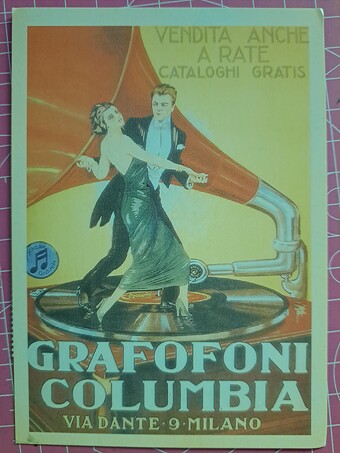 VENDITA ANCHE
A RATE
CATALOGHI GRATIS
GRAFOFONI
COLUMBIA
VIA DANTE · 9 · MILANO